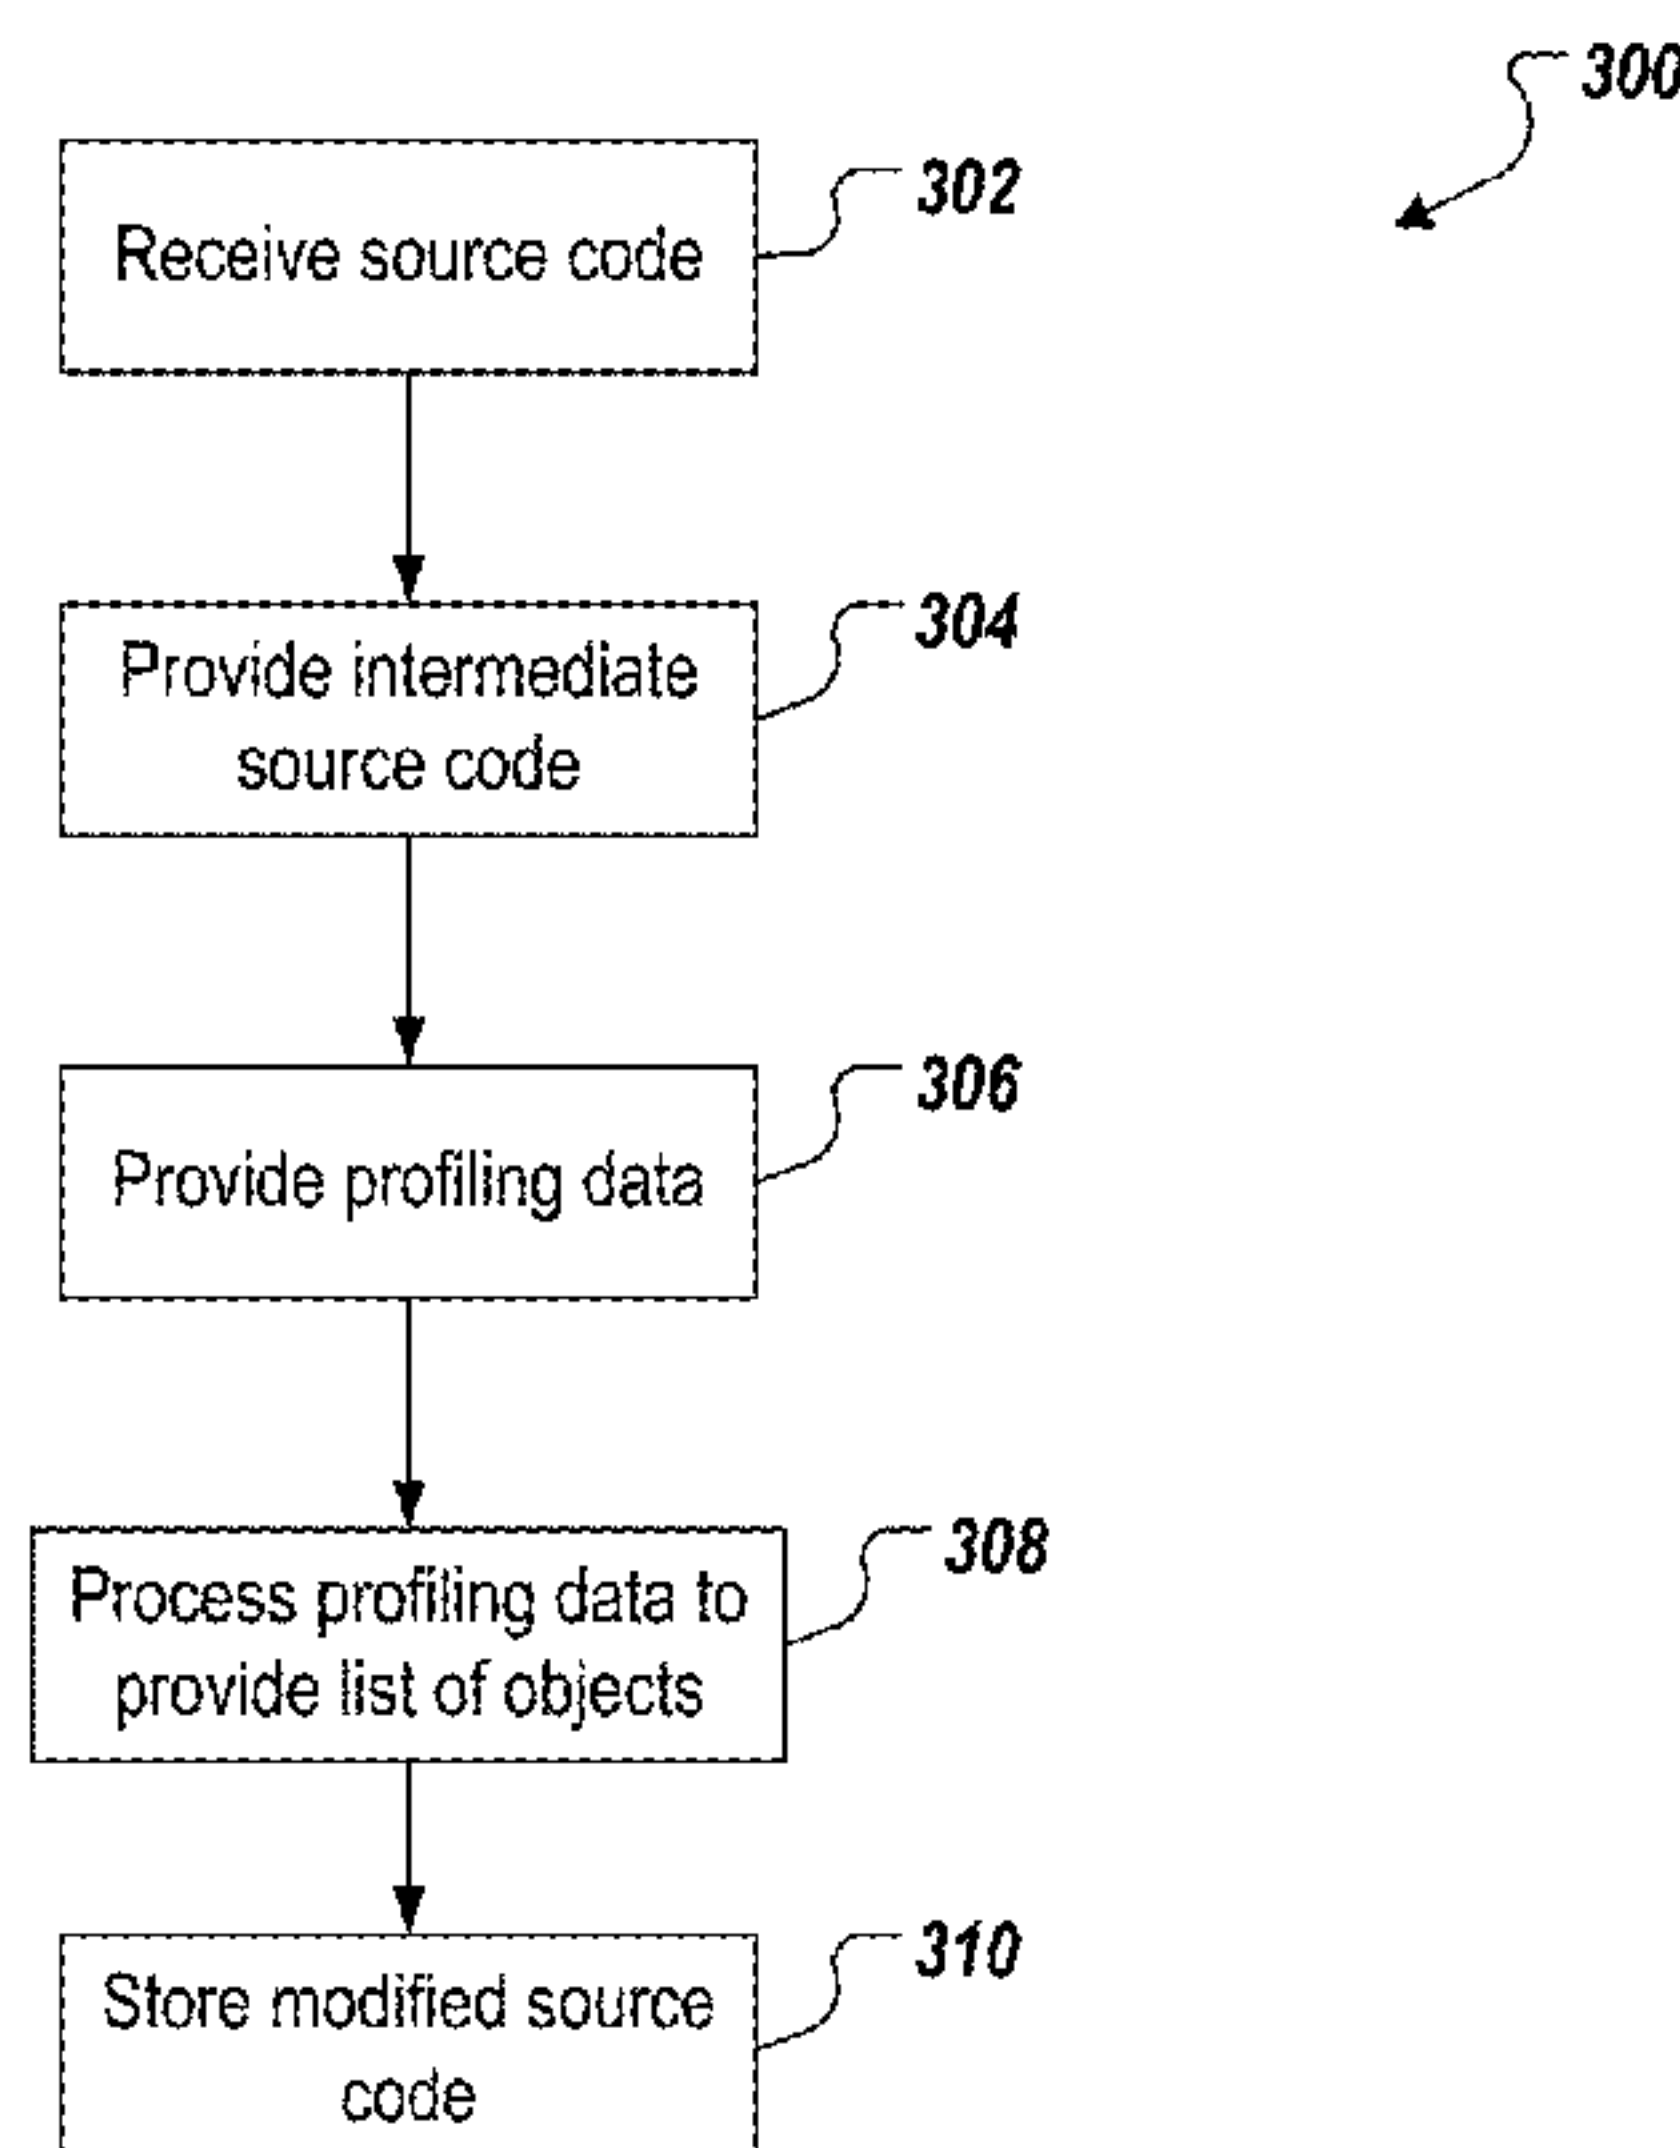 300
302
Receive source code
304
Provide intermediate
source code
306
Provide profiling data
308
Process profiling data to
provide list of objects
310
Store modified source
code